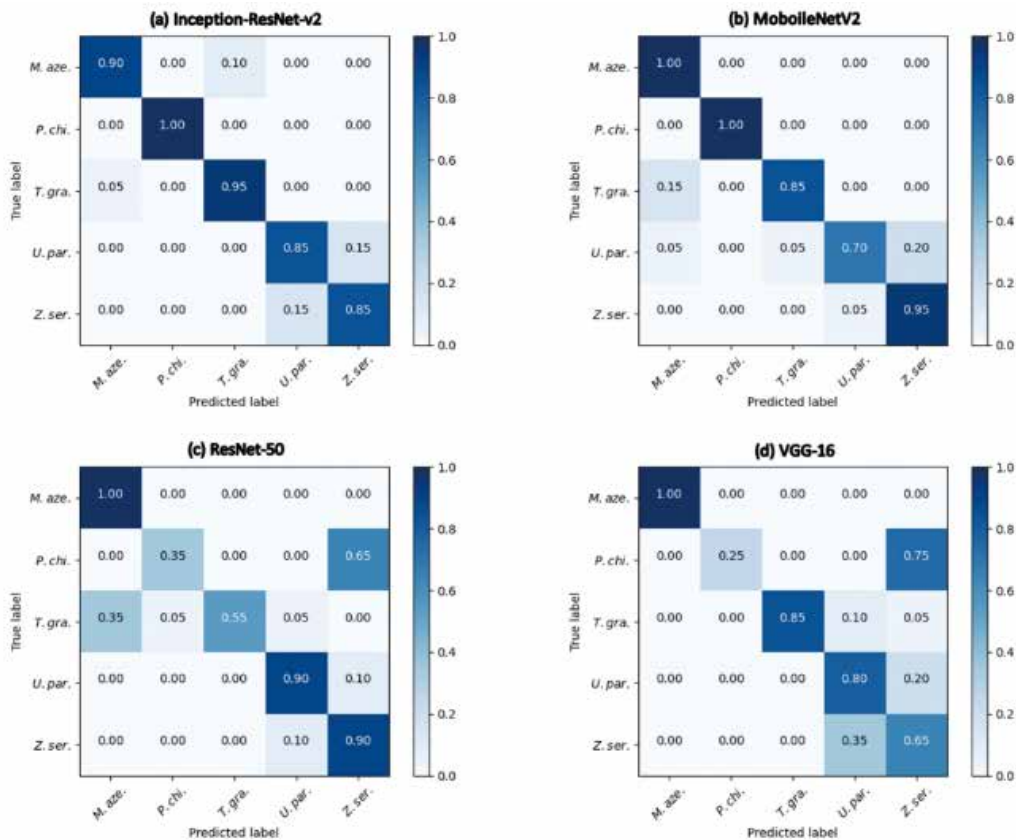 (a) Inception-ResNet-v2
M. aze. 0.90 0.00 0.10 0.00 0.00
P. chi. 0.00 1.00 0.00 0.00 0.00
T. gra. 0.05 0.00 0.95 0.00 0.00
U. par. 0.00 0.00 0.00 0.85 0.15
Z. ser. 0.00 0.00 0.00 0.15 0.85
True label
M. aze. P. chi. T. gra. U. par. Z. ser.
Predicted label
1.0
0.8
0.6
0.4
0.2
0.0
(b) MoboileNetV2
M. aze. 1.00 0.00 0.00 0.00 0.00
P. chi. 0.00 1.00 0.00 0.00 0.00
T. gra. 0.15 0.00 0.85 0.00 0.00
U. par. 0.05 0.00 0.05 0.70 0.20
Z. ser. 0.00 0.00 0.00 0.05 0.95
True label
M. aze. P. chi. T. gra. U. par. Z. ser.
Predicted label
1.0
0.8
0.6
0.4
0.2
0.0
(c) ResNet-50
M. aze. 1.00 0.00 0.00 0.00 0.00
P. chi. 0.00 0.35 0.00 0.00 0.65
T. gra. 0.35 0.05 0.55 0.05 0.00
U. par. 0.00 0.00 0.00 0.90 0.10
Z. ser. 0.00 0.00 0.00 0.10 0.90
True label
M. aze. P. chi. T. gra. U. par. Z. ser.
Predicted label
1.0
0.8
0.6
0.4
0.2
0.0
(d) VGG-16
M. aze. 1.00 0.00 0.00 0.00 0.00
P. chi. 0.00 0.25 0.00 0.00 0.75
T. gra. 0.00 0.00 0.85 0.10 0.05
U. par. 0.00 0.00 0.00 0.80 0.20
Z. ser. 0.00 0.00 0.00 0.35 0.65
True label
M. aze. P. chi. T. gra. U. par. Z. ser.
Predicted label
1.0
0.8
0.6
0.4
0.2
0.0